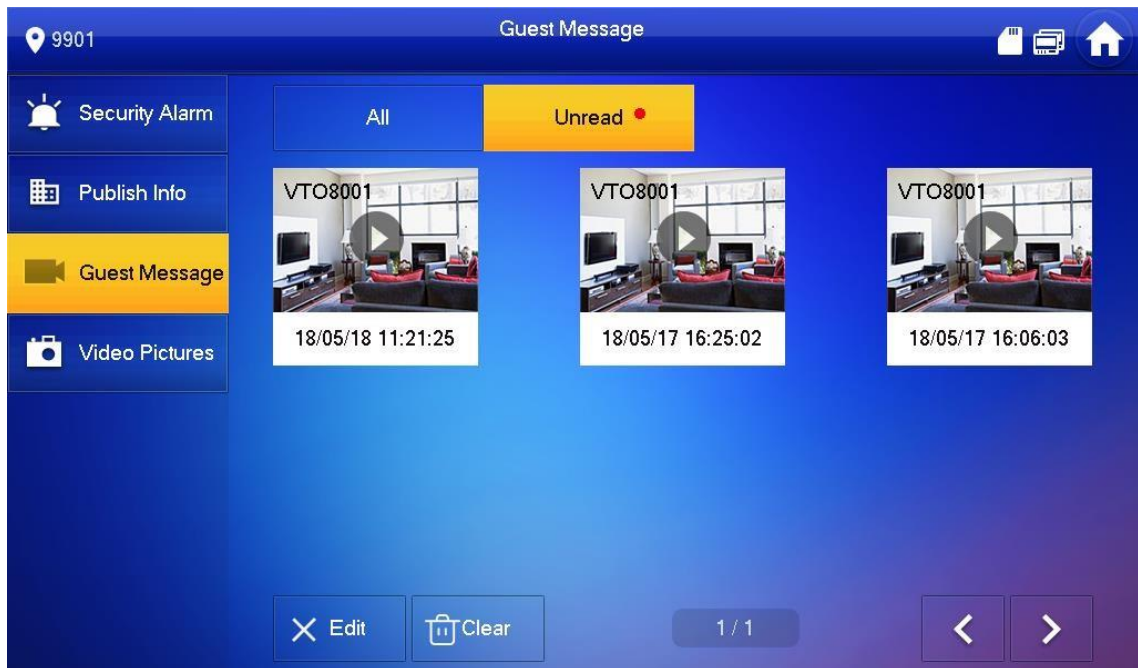 9901
Guest Message
Security Alarm
Publish Info
Guest Message
Video Pictures
All
Unread
VTO8001
VTO8001
VTO8001
18/05/18 11:21:25
18/05/17 16:25:02
18/05/17 16:06:03
Edit
Clear
1 / 1